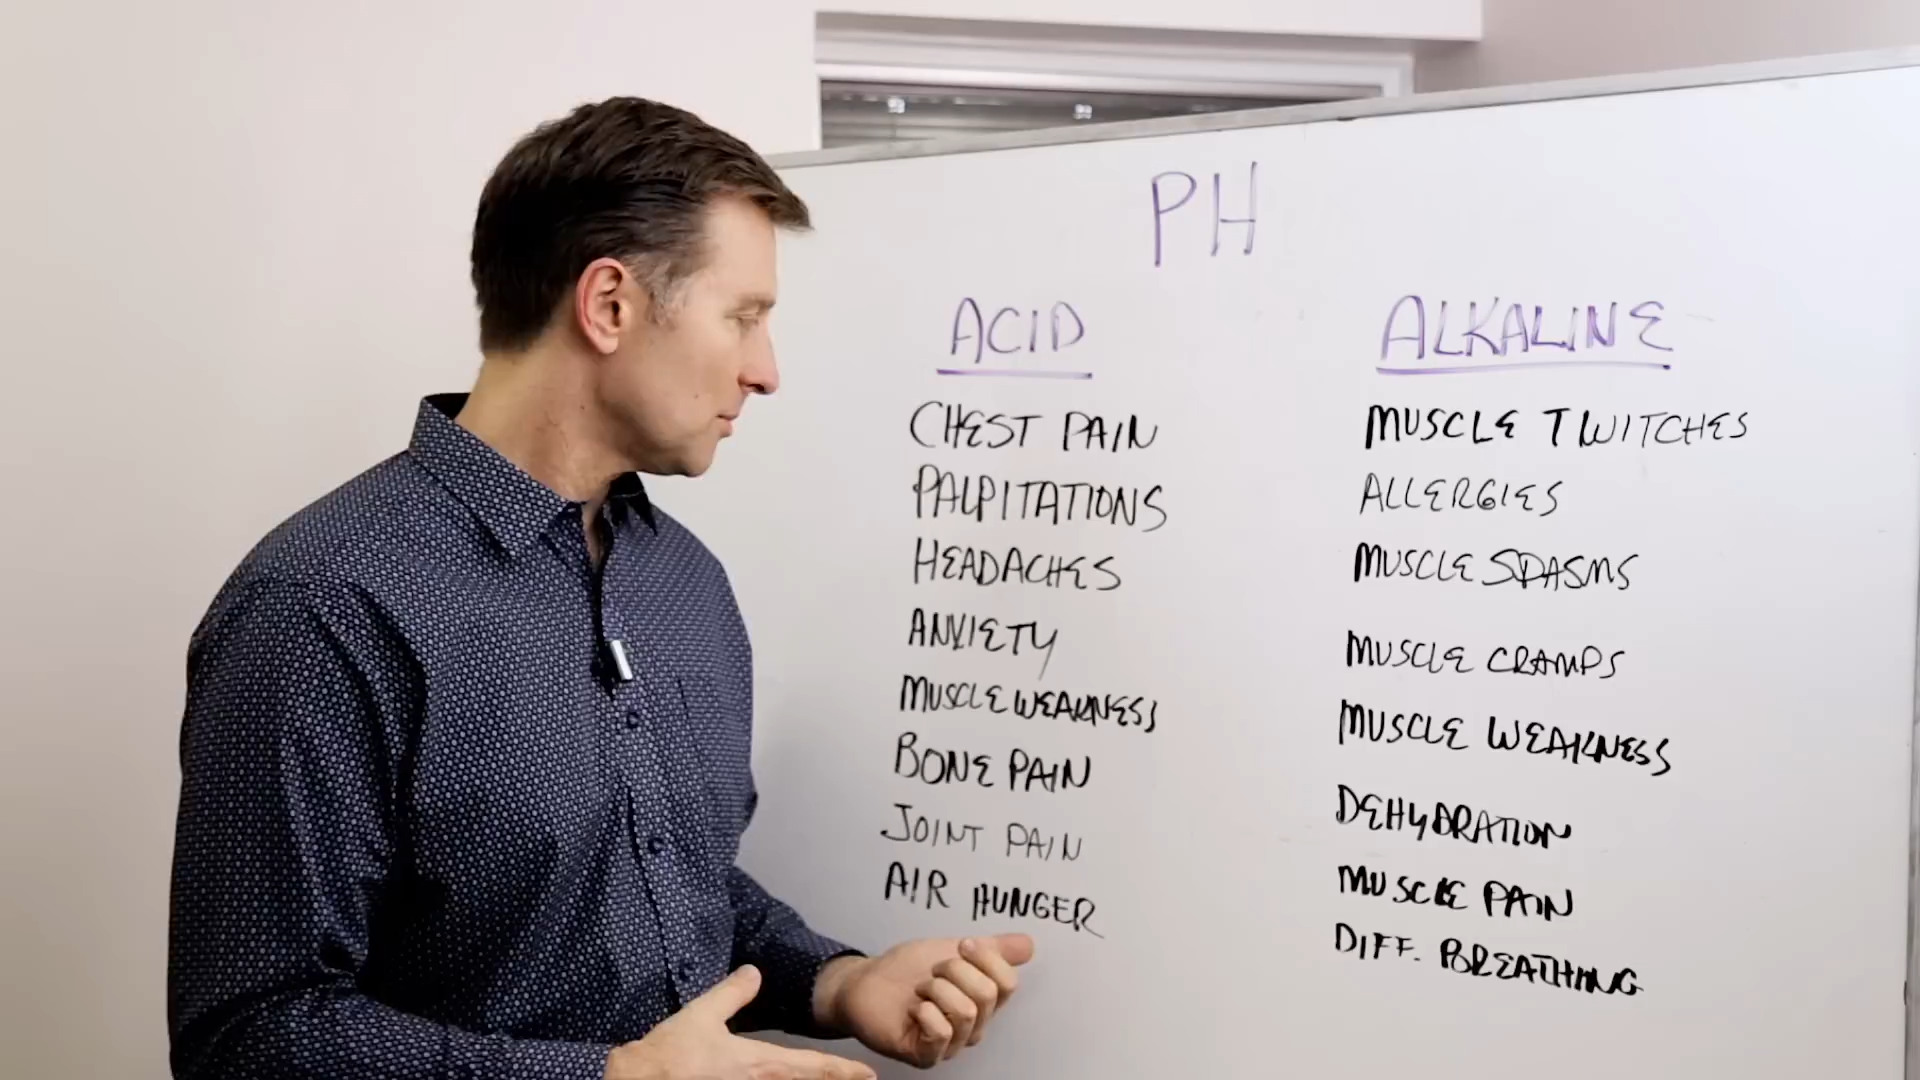 PH
ACID
CHEST PAIN
PALPITATIONS
HEADACHES
ANXIETY
MUSCLE WEAKNESS
BONE PAIN
JOINT PAIN
AIR HUNGER
ALKALINE
MUSCLE TWITCHES
ALLERGIES
MUSCLE SPASMS
MUSCLE CRAMPS
MUSCLE WEAKNESS
DEHYDRATION
MUSCLE PAIN
DIFF. BREATHING